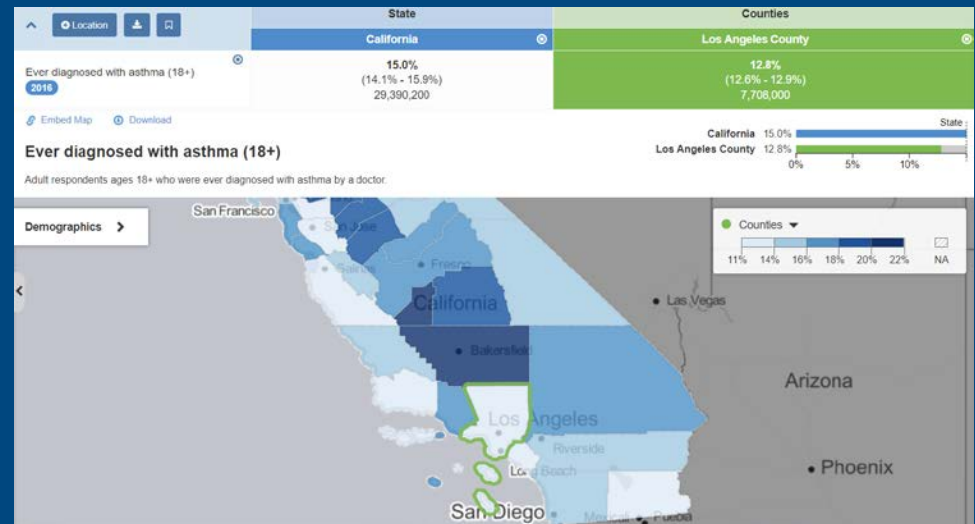 Location
State
Counties
California
Los Angeles County
Ever diagnosed with asthma (18+)
2016
15.0%
(14.1% - 15.9%)
29,390,200
12.8%
(12.6% - 12.9%)
7,708,000
Embed Map
Download
State :
California 15.0%
Los Angeles County 12.8%
0% 5% 10%
Ever diagnosed with asthma (18+)
Adult respondents ages 18+ who were ever diagnosed with asthma by a doctor.
Demographics
San Francisco
San Jose
Counties
11% 14% 16% 18% 20% 22% NA
Salinas
Fresno
California
Las Vegas
Bakersfield
Arizona
Los Angeles
Riverside
Long Beach
Phoenix
San Diego
Mexicali